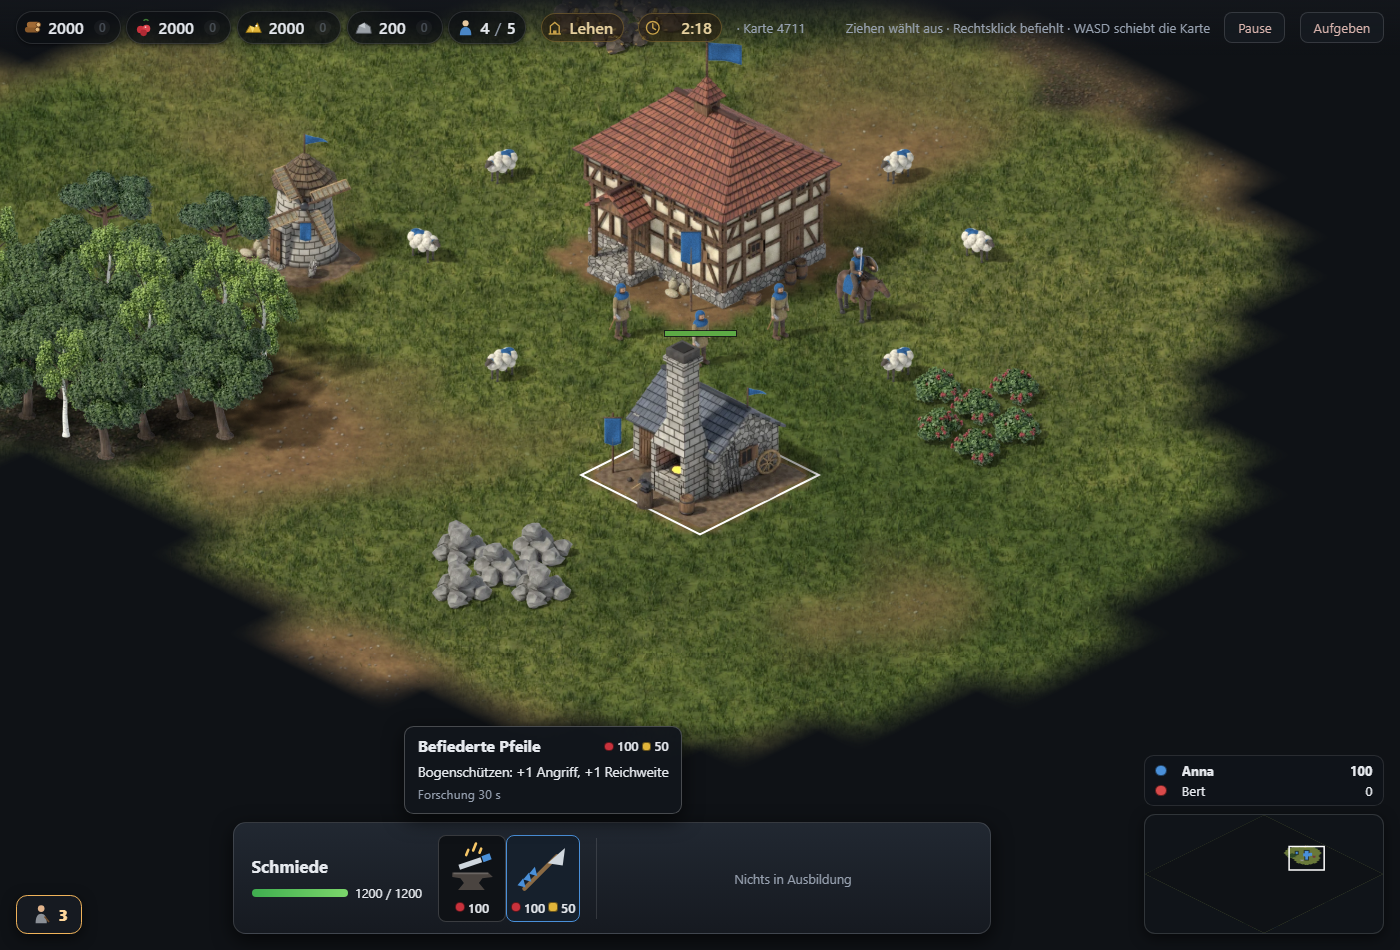 2000 0 2000 0 2000 0 200 0 4 / 5 Lehen 2:18 · Karte 4711 Ziehen wählt aus · Rechtsklick befiehlt · WASD schiebt die Karte Pause Aufgeben
Befiederte Pfeile 100 50
Bogenschützen: +1 Angriff, +1 Reichweite
Forschung 30 s
Anna 100
Bert 0
Schmiede
1200 / 1200
100
100 50
Nichts in Ausbildung
3